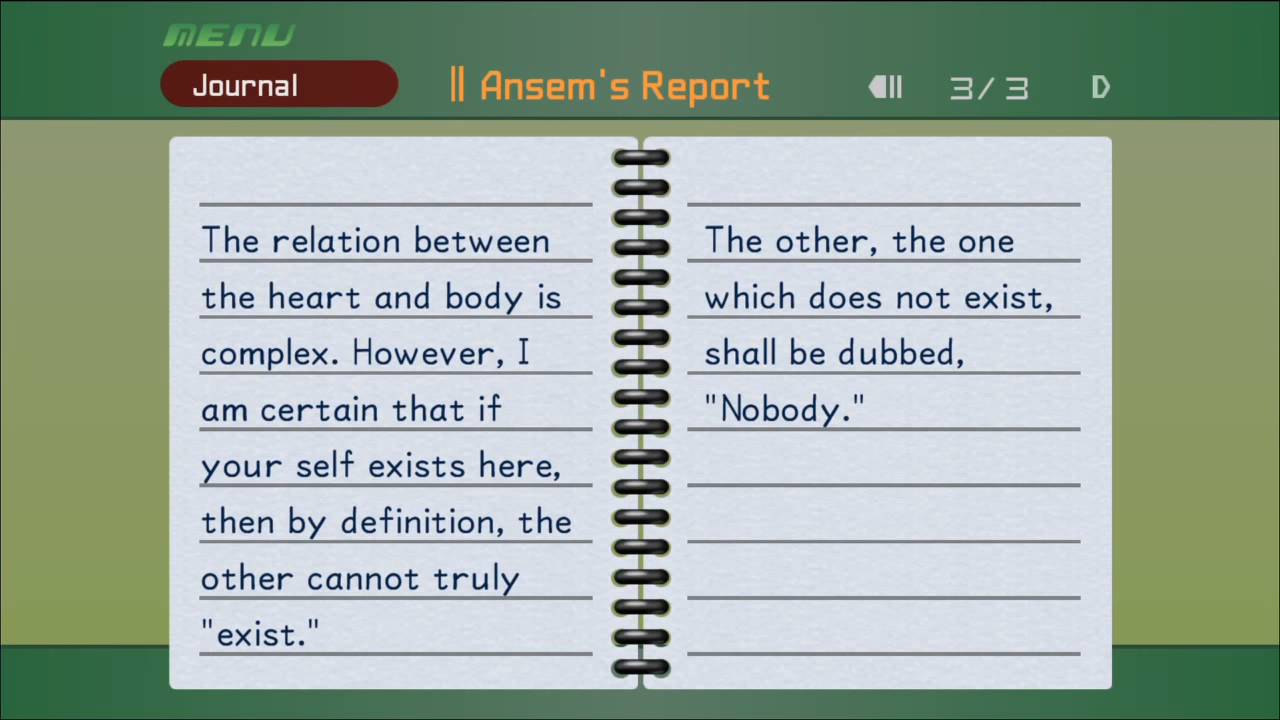 MENU
Journal
Ansem's Report
3/3
The relation between
the heart and body is
complex. However, I
am certain that if
your self exists here,
then by definition, the
other cannot truly
"exist."
The other, the one
which does not exist,
shall be dubbed,
"Nobody."